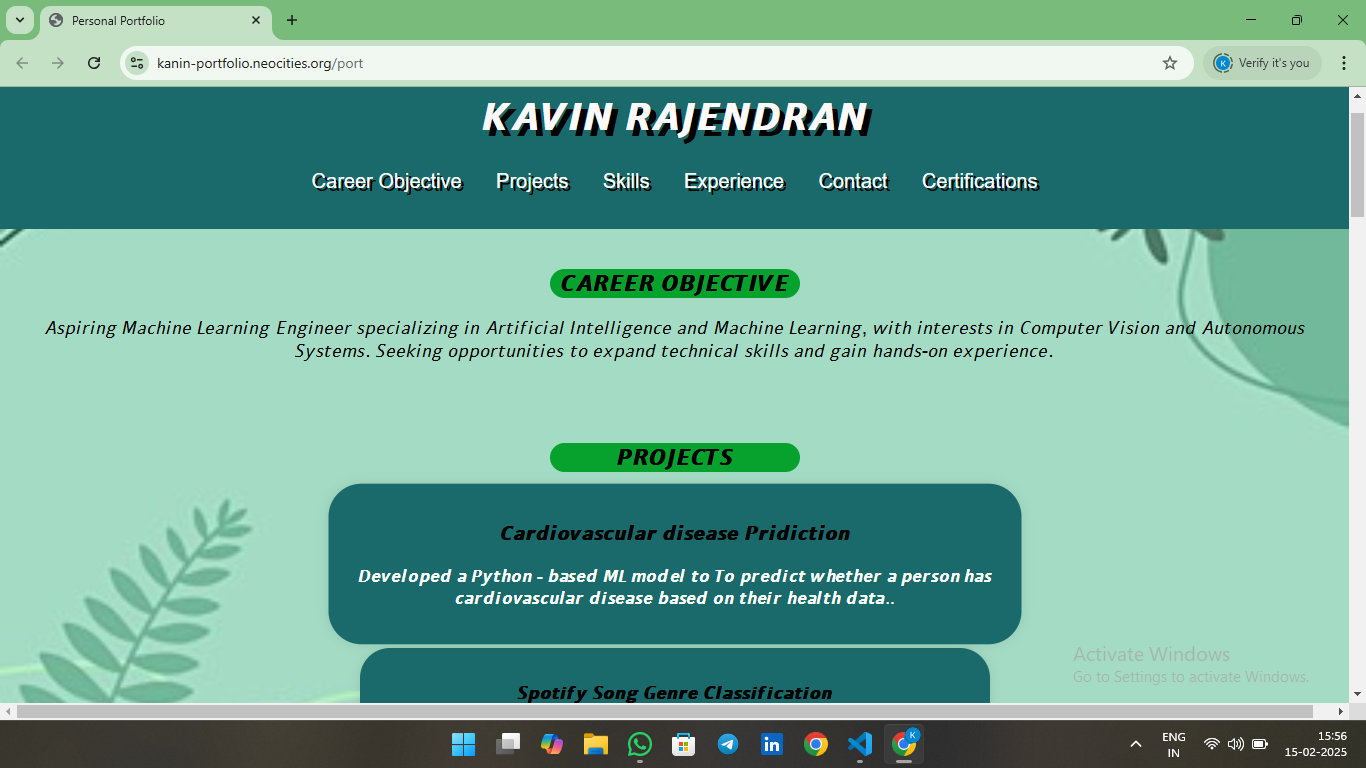 Personal Portfolio
kanin-portfolio.neocities.org/port
K
Verify it's you
KAVIN RAJENDRAN
Career Objective Projects Skills Experience Contact Certifications
CAREER OBJECTIVE
Aspiring Machine Learning Engineer specializing in Artificial Intelligence and Machine Learning, with interests in Computer Vision and Autonomous
Systems. Seeking opportunities to expand technical skills and gain hands-on experience.
PROJECTS
Cardiovascular disease Pridiction
Developed a Python - based ML model to To predict whether a person has
cardiovascular disease based on their health data..
Spotify Song Genre Classification
Activate Windows
Go to Settings to activate Windows.
in
K
ENG
IN
15:56
15-02-2025